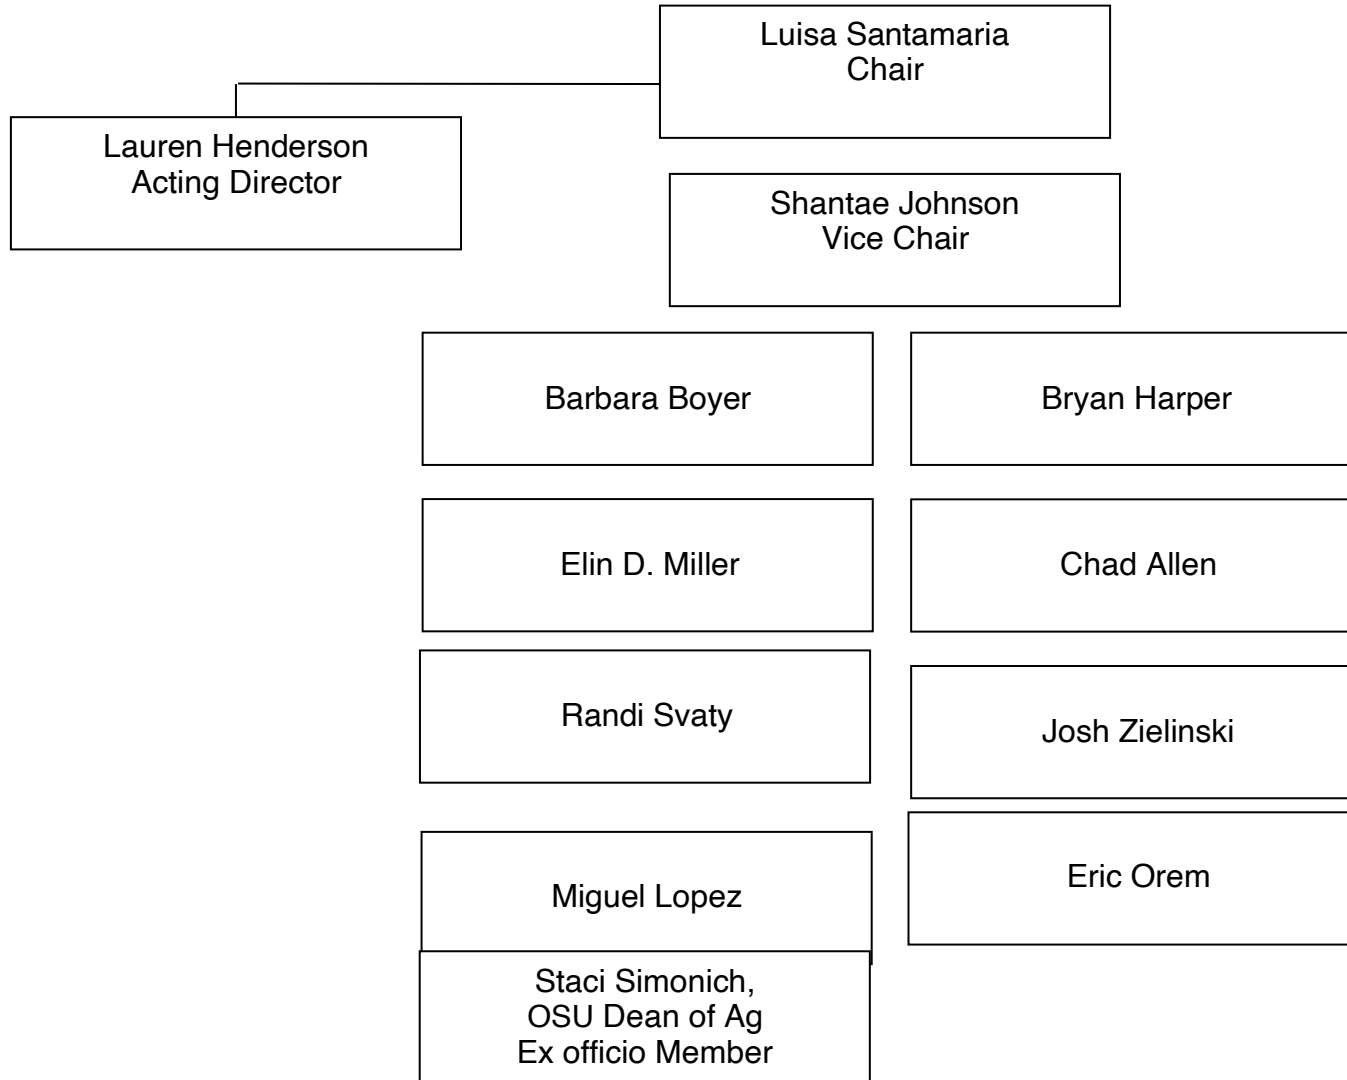 Luisa Santamaria
Chair
Lauren Henderson
Acting Director
Shantae Johnson
Vice Chair
Barbara Boyer
Bryan Harper
Elin D. Miller
Chad Allen
Randi Svaty
Josh Zielinski
Miguel Lopez
Eric Orem
Staci Simonich,
OSU Dean of Ag
Ex officio Member